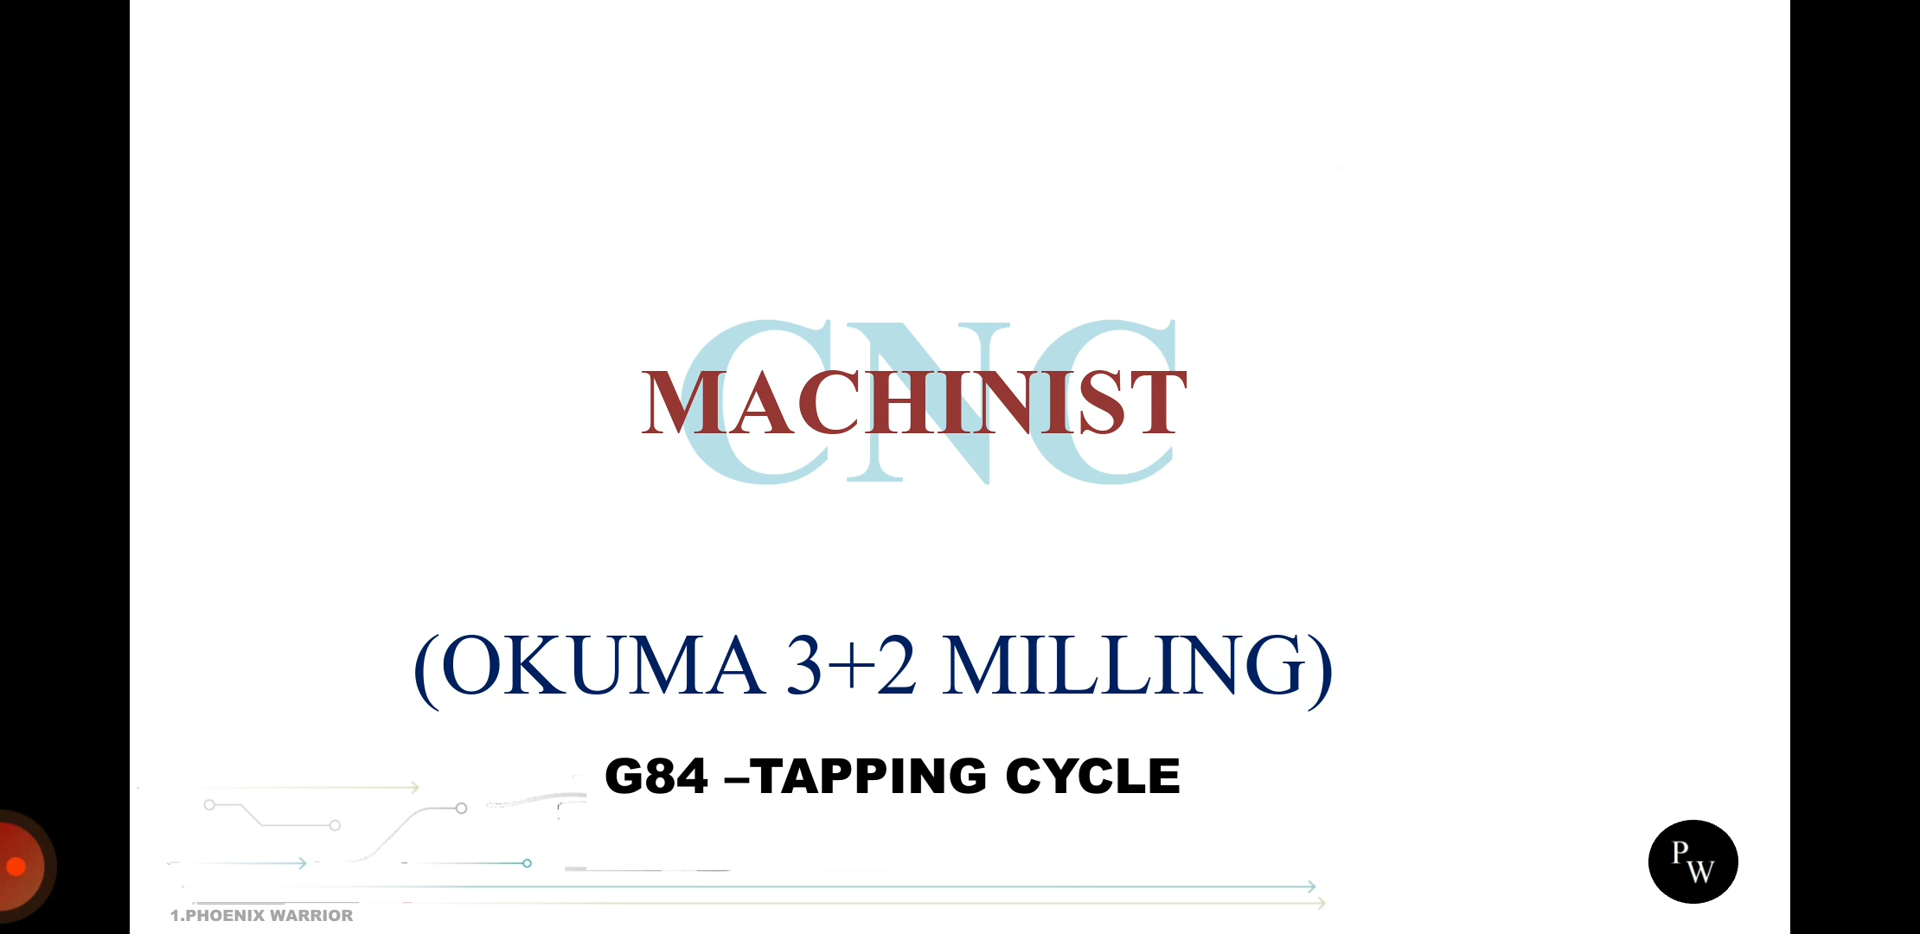 CNC
MACHINIST
(OKUMA 3+2 MILLING)
G84 –TAPPING CYCLE
PW
1.PHOENIX WARRIOR